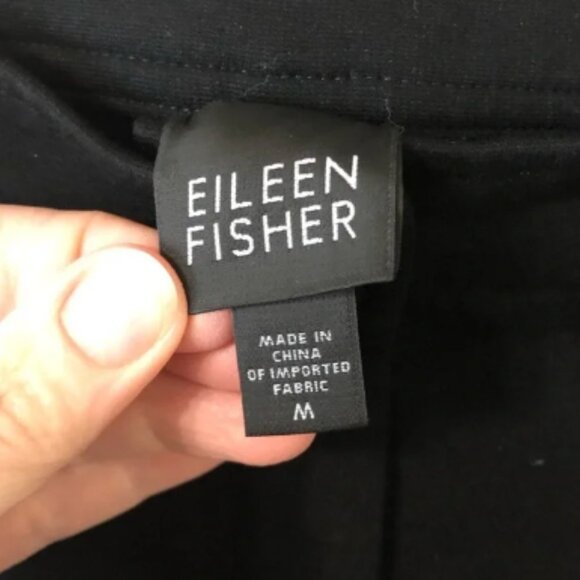 EILEEN
FISHER
MADE IN
CHINA
OF IMPORTED
FABRIC
M